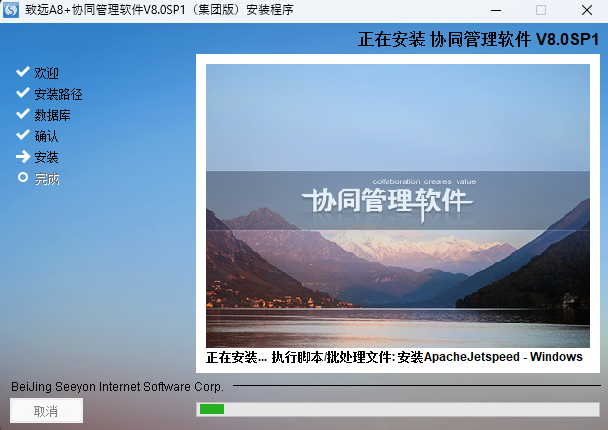 致远A8+协同管理软件V8.0SP1（集团版）安装程序
正在安装 协同管理软件 V8.0SP1
欢迎
安装路径
数据库
确认
安装
完成
collaboration creates value
协同管理软件
正在安装... 执行脚本/批处理文件: 安装ApacheJetspeed - Windows
BeiJing Seeyon Internet Software Corp.
取消